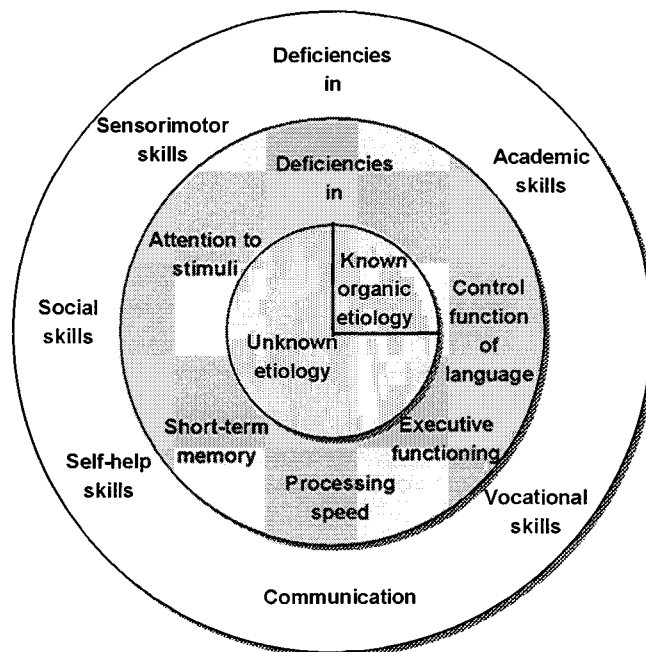 Deficiencies
in
Sensorimotor
skills
Academic
skills
Social
skills
Self-help
skills
Vocational
skills
Communication
Deficiencies
in
Attention to
stimuli
Control
function
of
language
Short-term
memory
Executive
functioning
Processing
speed
Known
organic
etiology
Unknown
etiology